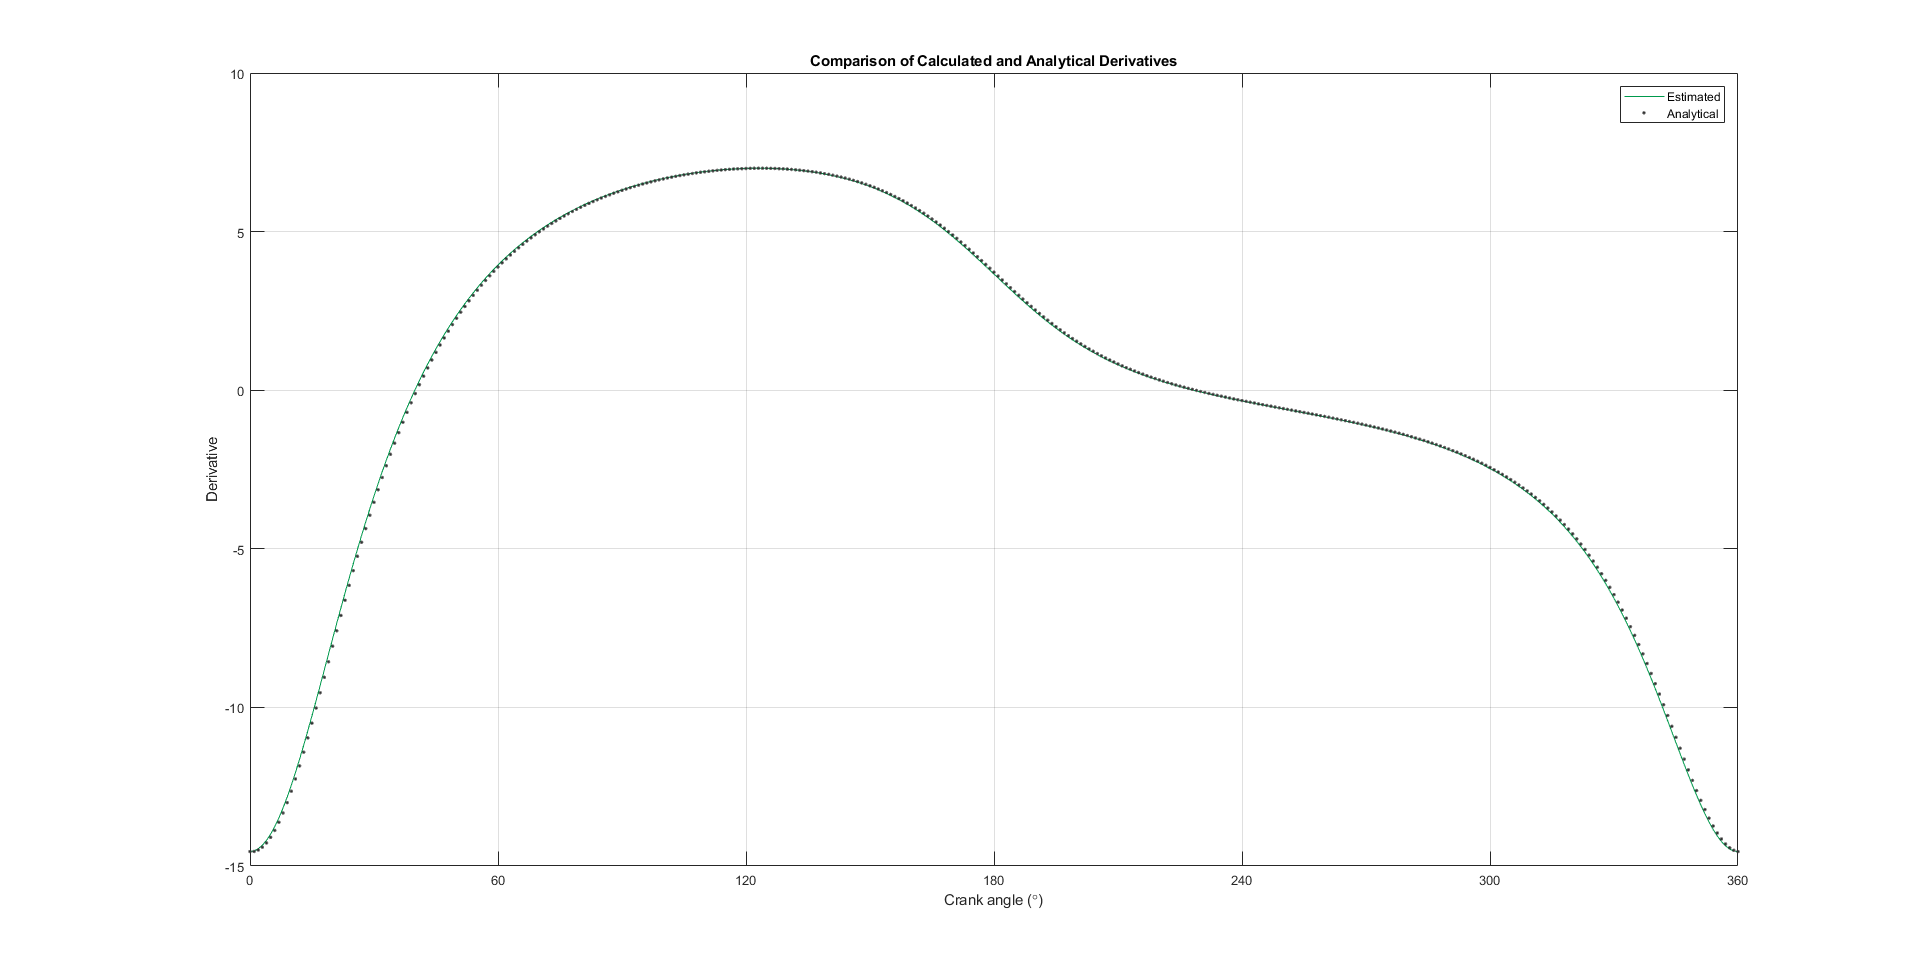 Comparison of Calculated and Analytical Derivatives
10
5
0
-5
-10
-15
Derivative
Estimated
Analytical
0 60 120 180 240 300 360
Crank angle (°)